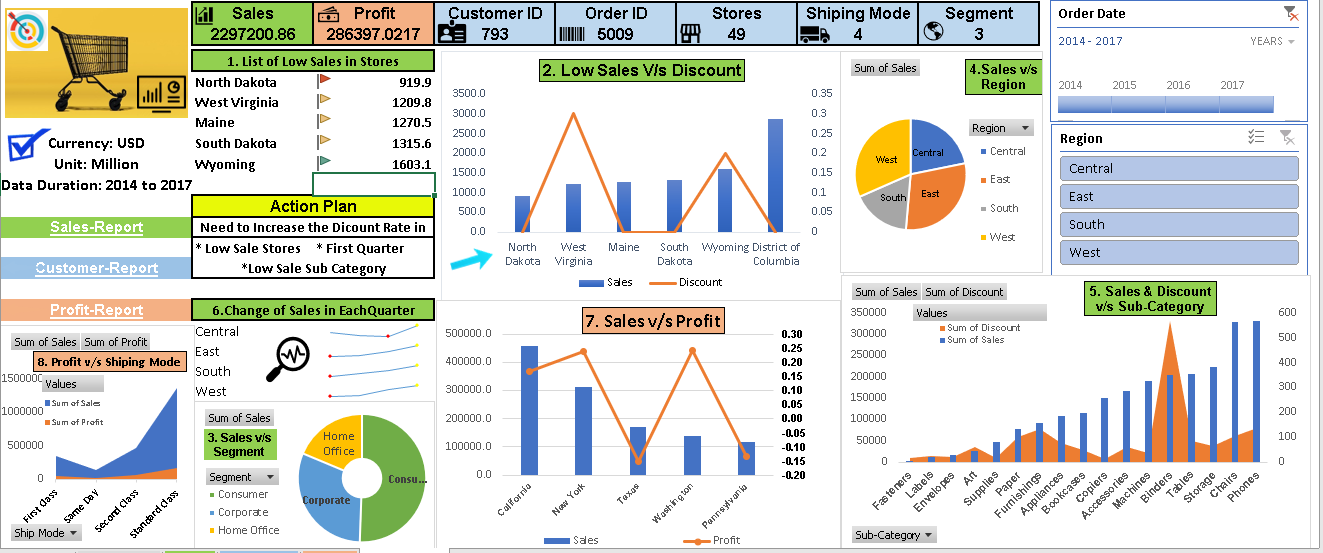 Sales
2297200.86
Profit
286397.0217
Customer ID
793
Order ID
5009
Stores
49
Shiping Mode
4
Segment
3
Order Date
2014 - 2017
YEARS
2014
2015
2016
2017
Currency: USD
Unit: Million
Data Duration: 2014 to 2017
Sales-Report
Customer-Report
Profit-Report
1. List of Low Sales in Stores
North Dakota 919.9
West Virginia 1209.8
Maine 1270.5
South Dakota 1315.6
Wyoming 1603.1
Action Plan
Need to Increase the Dicount Rate in
* Low Sale Stores * First Quarter
*Low Sale Sub Category
6.Change of Sales in EachQuarter
Central
East
South
West
2. Low Sales V/s Discount
3500.0
3000.0
2500.0
2000.0
1500.0
1000.0
500.0
0.0
0.35
0.3
0.25
0.2
0.15
0.1
0.05
0
North Dakota
West Virginia
Maine
South Dakota
Wyoming
District of Columbia
Sales
Discount
Sum of Sales
4.Sales v/s
Region
Region
Central
East
South
West
Central
East
South
West
Region
Central
East
South
West
Sum of Sales
Sum of Profit
8. Profit v/s Shiping Mode
Values
Sum of Sales
Sum of Profit
1500000
1000000
500000
0
First Class
Same Day
Second Class
Standard Class
Ship Mode
Sum of Sales
3. Sales v/s
Segment
Segment
Consumer
Corporate
Home Office
Home
Office
Corporate
Consu...
7. Sales v/s Profit
500000.0
400000.0
300000.0
200000.0
100000.0
0.0
0.30
0.25
0.20
0.15
0.10
0.05
0.00
-0.05
-0.10
-0.15
-0.20
California
New York
Texas
Washington
Pennsylvania
Sales
Profit
Sum of Sales
Sum of Discount
5. Sales & Discount
v/s Sub-Category
Values
Sum of Discount
Sum of Sales
350000
300000
250000
200000
150000
100000
50000
0
600
500
400
300
200
100
0
Fasteners
Labels
Envelopes
Art
Supplies
Paper
Furnishings
Appliances
Bookcases
Copiers
Accessories
Machines
Binders
Tables
Storage
Chairs
Phones
Sub-Category